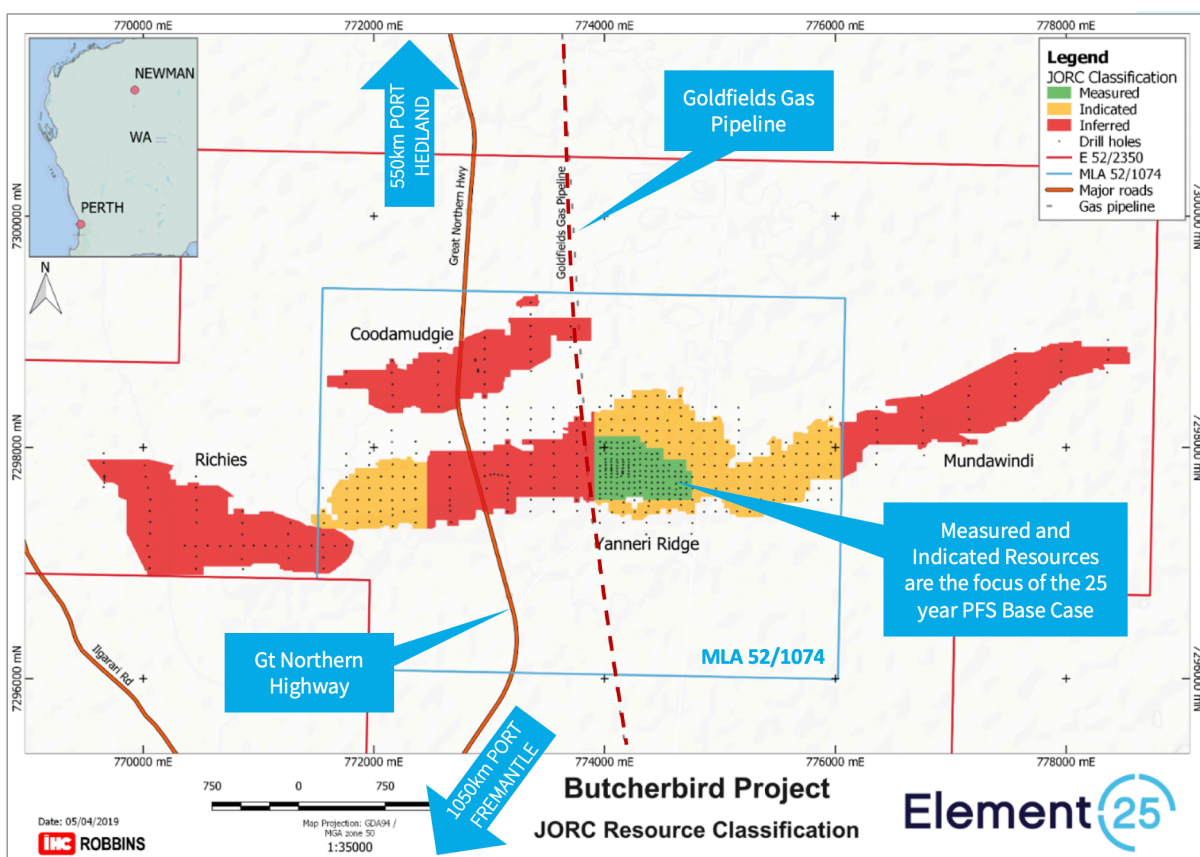 770000 mE
772000 mE
774000 mE
776000 mE
778000 mE
NEWMAN
WA
PERTH
N
550km PORT
HEDLAND
Great Northern Hwy
Goldfields Gas Pipeline
Goldfields Gas
Pipeline
Legend
JORC Classification
Measured
Indicated
Inferred
Drill holes
E 52/2350
MLA 52/1074
Major roads
Gas pipeline
7300000 mN
7298000 mN
7296000 mN
Coodamudgie
Richies
Mundawindi
Yanneri Ridge
Measured and
Indicated Resources
are the focus of the 25
year PFS Base Case
Gt Northern
Highway
MLA 52/1074
Ilgarari Rd
770000 mE
772000 mE
774000 mE
776000 mE
778000 mE
1050km PORT
FREMANTLE
750
0
750
Map Projection: GDA94 /
MGA zone 50
1:35000
Date: 05/04/2019
IHC ROBBINS
Butcherbird Project
JORC Resource Classification
Element 25